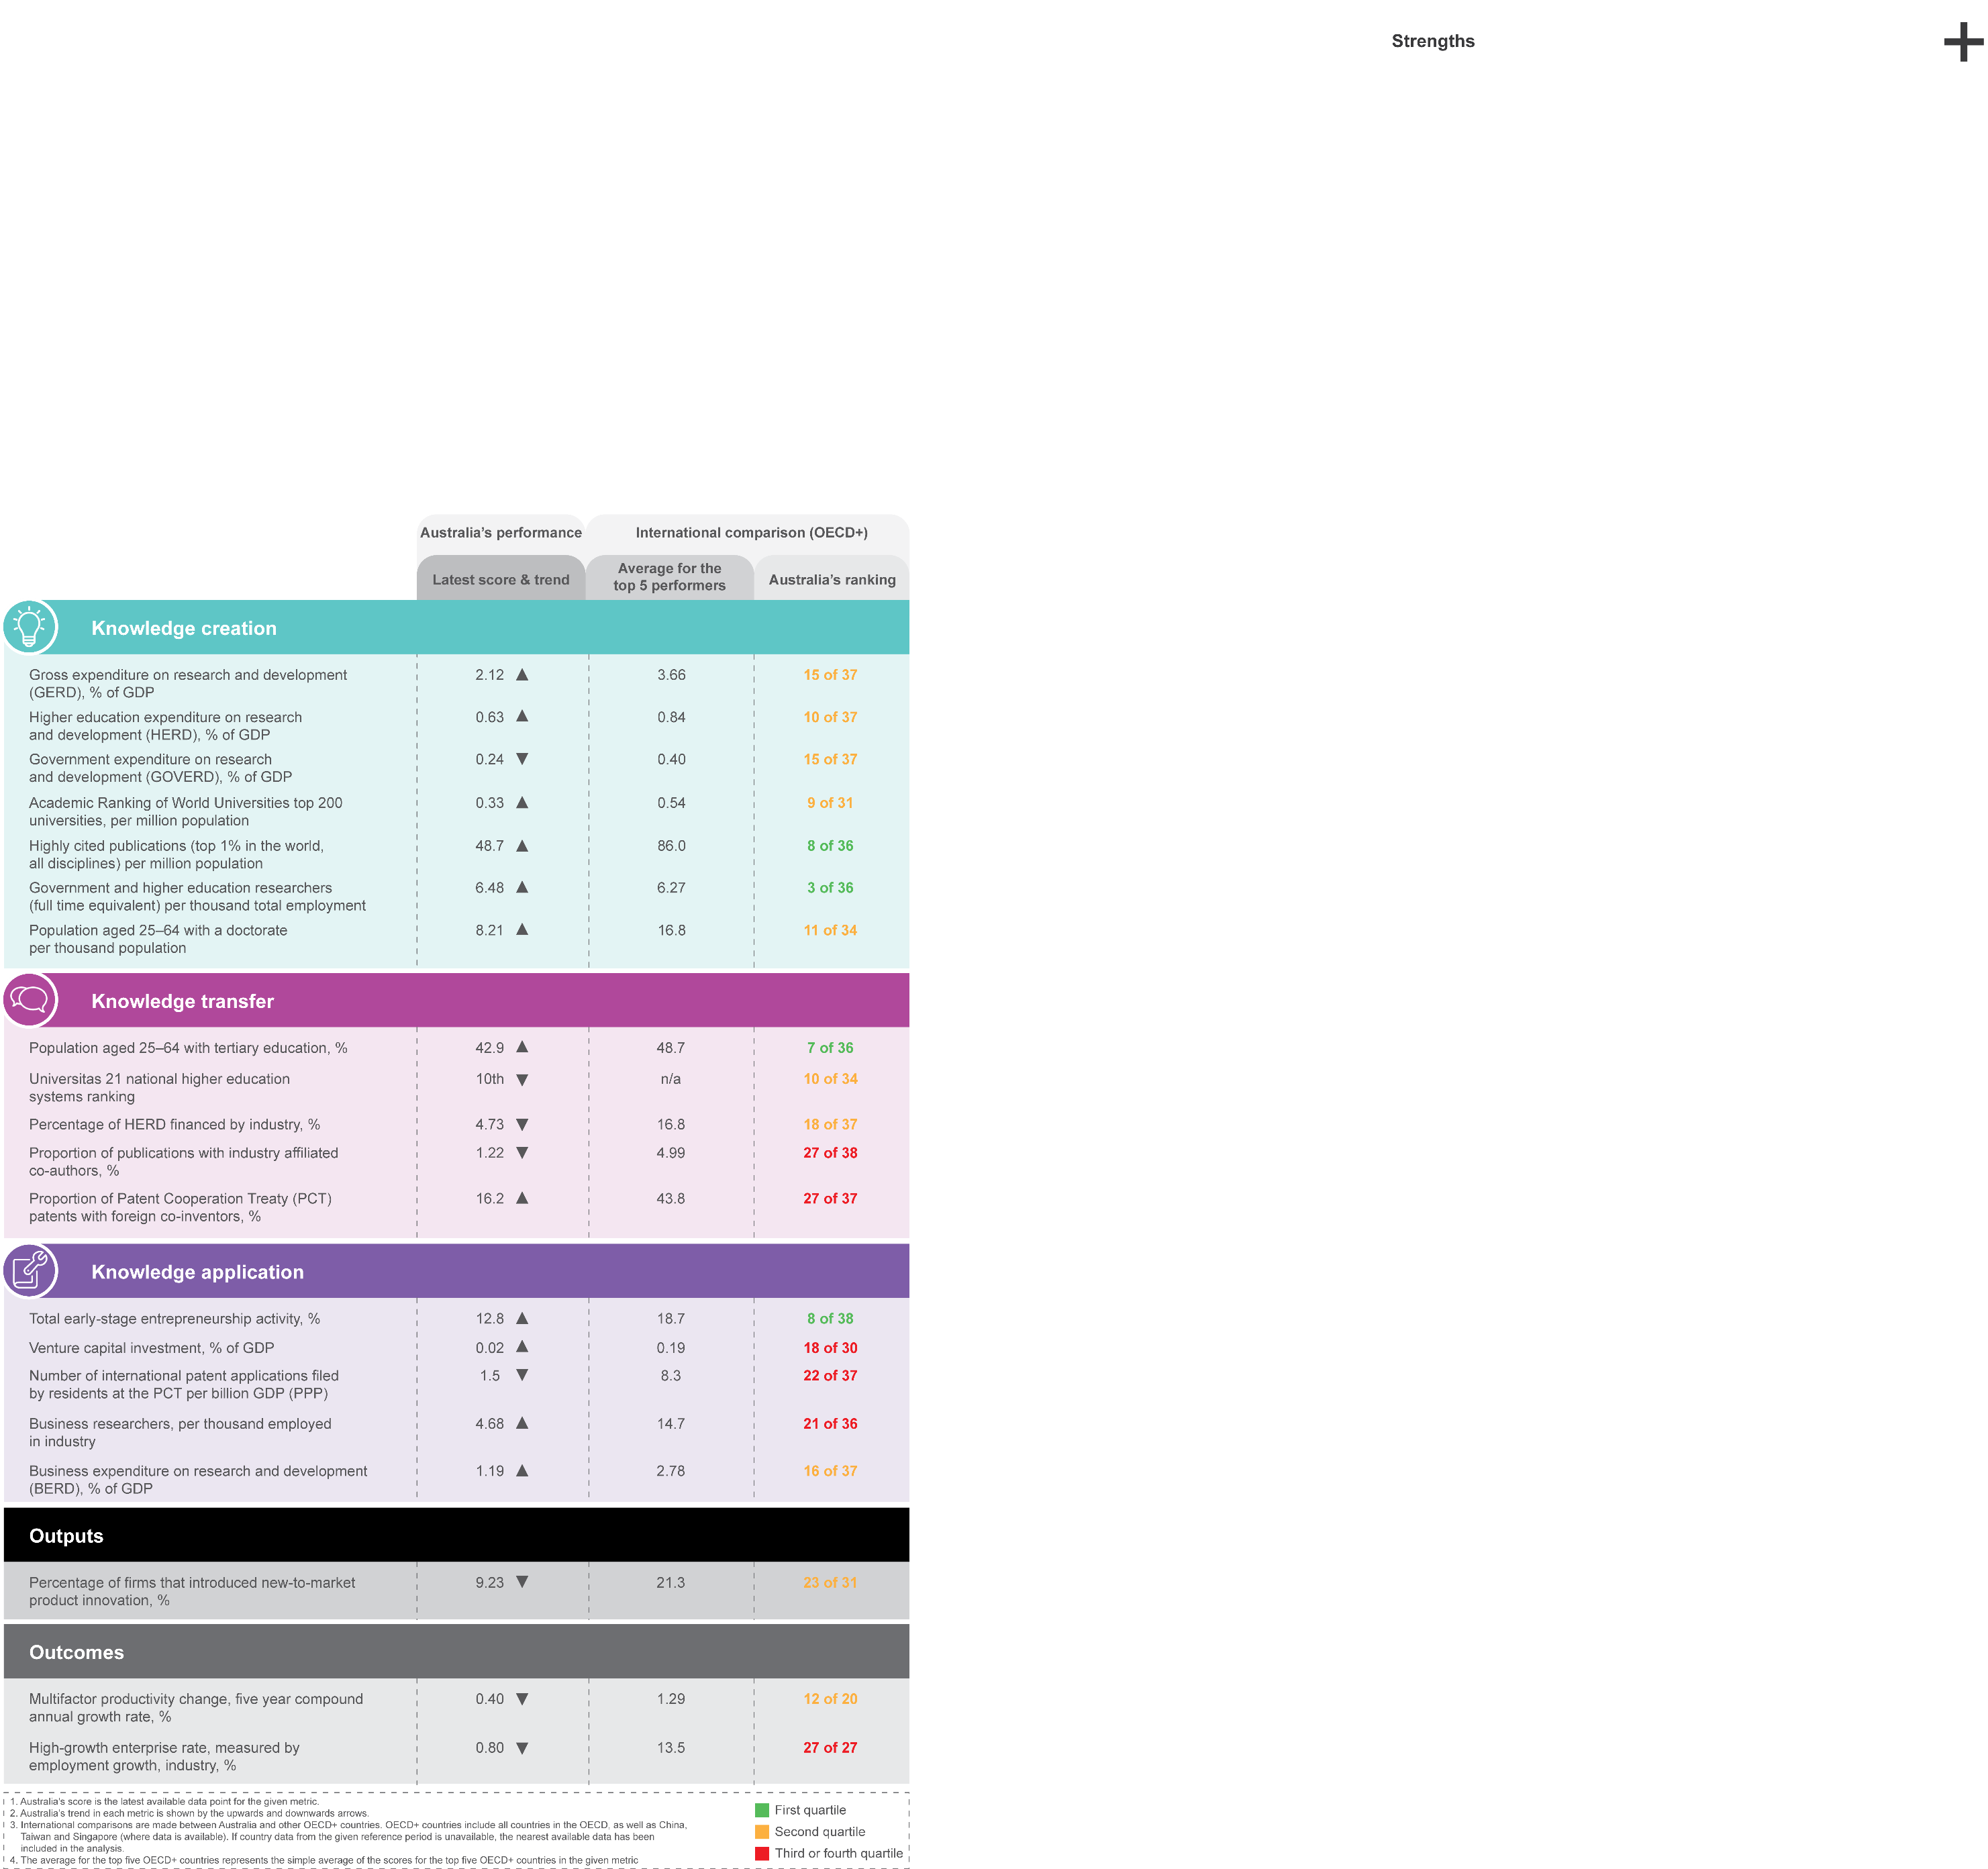 Strengths
Australia’s performance
International comparison (OECD+)
Latest score & trend
Average for the
top 5 performers
Australia’s ranking
Knowledge creation
Gross expenditure on research and development
(GERD), % of GDP
2.12 ▲
3.66
15 of 37
Higher education expenditure on research
and development (HERD), % of GDP
0.63 ▲
0.84
10 of 37
Government expenditure on research
and development (GOVERD), % of GDP
0.24 ▼
0.40
15 of 37
Academic Ranking of World Universities top 200
universities, per million population
0.33 ▲
0.54
9 of 31
Highly cited publications (top 1% in the world,
all disciplines) per million population
48.7 ▲
86.0
8 of 36
Government and higher education researchers
(full time equivalent) per thousand total employment
6.48 ▲
6.27
3 of 36
Population aged 25–64 with a doctorate
per thousand population
8.21 ▲
16.8
11 of 34
Knowledge transfer
Population aged 25–64 with tertiary education, %
42.9 ▲
48.7
7 of 36
Universitas 21 national higher education
systems ranking
10th ▼
n/a
10 of 34
Percentage of HERD financed by industry, %
4.73 ▼
16.8
18 of 37
Proportion of publications with industry affiliated
co-authors, %
1.22 ▼
4.99
27 of 38
Proportion of Patent Cooperation Treaty (PCT)
patents with foreign co-inventors, %
16.2 ▲
43.8
27 of 37
Knowledge application
Total early-stage entrepreneurship activity, %
12.8 ▲
18.7
8 of 38
Venture capital investment, % of GDP
0.02 ▲
0.19
18 of 30
Number of international patent applications filed
by residents at the PCT per billion GDP (PPP)
1.5 ▼
8.3
22 of 37
Business researchers, per thousand employed
in industry
4.68 ▲
14.7
21 of 36
Business expenditure on research and development
(BERD), % of GDP
1.19 ▲
2.78
16 of 37
Outputs
Percentage of firms that introduced new-to-market
product innovation, %
9.23 ▼
21.3
23 of 31
Outcomes
Multifactor productivity change, five year compound
annual growth rate, %
0.40 ▼
1.29
12 of 20
High-growth enterprise rate, measured by
employment growth, industry, %
0.80 ▼
13.5
27 of 27
1. Australia's score is the latest available data point for the given metric.
2. Australia's trend in each metric is shown by the upwards and downwards arrows.
3. International comparisons are made between Australia and other OECD+ countries. OECD+ countries include all countries in the OECD, as well as China,
Taiwan and Singapore (where data is available). If country data from the given reference period is unavailable, the nearest available data has been
included in the analysis.
4. The average for the top five OECD+ countries represents the simple average of the scores for the top five OECD+ countries in the given metric
First quartile
Second quartile
Third or fourth quartile